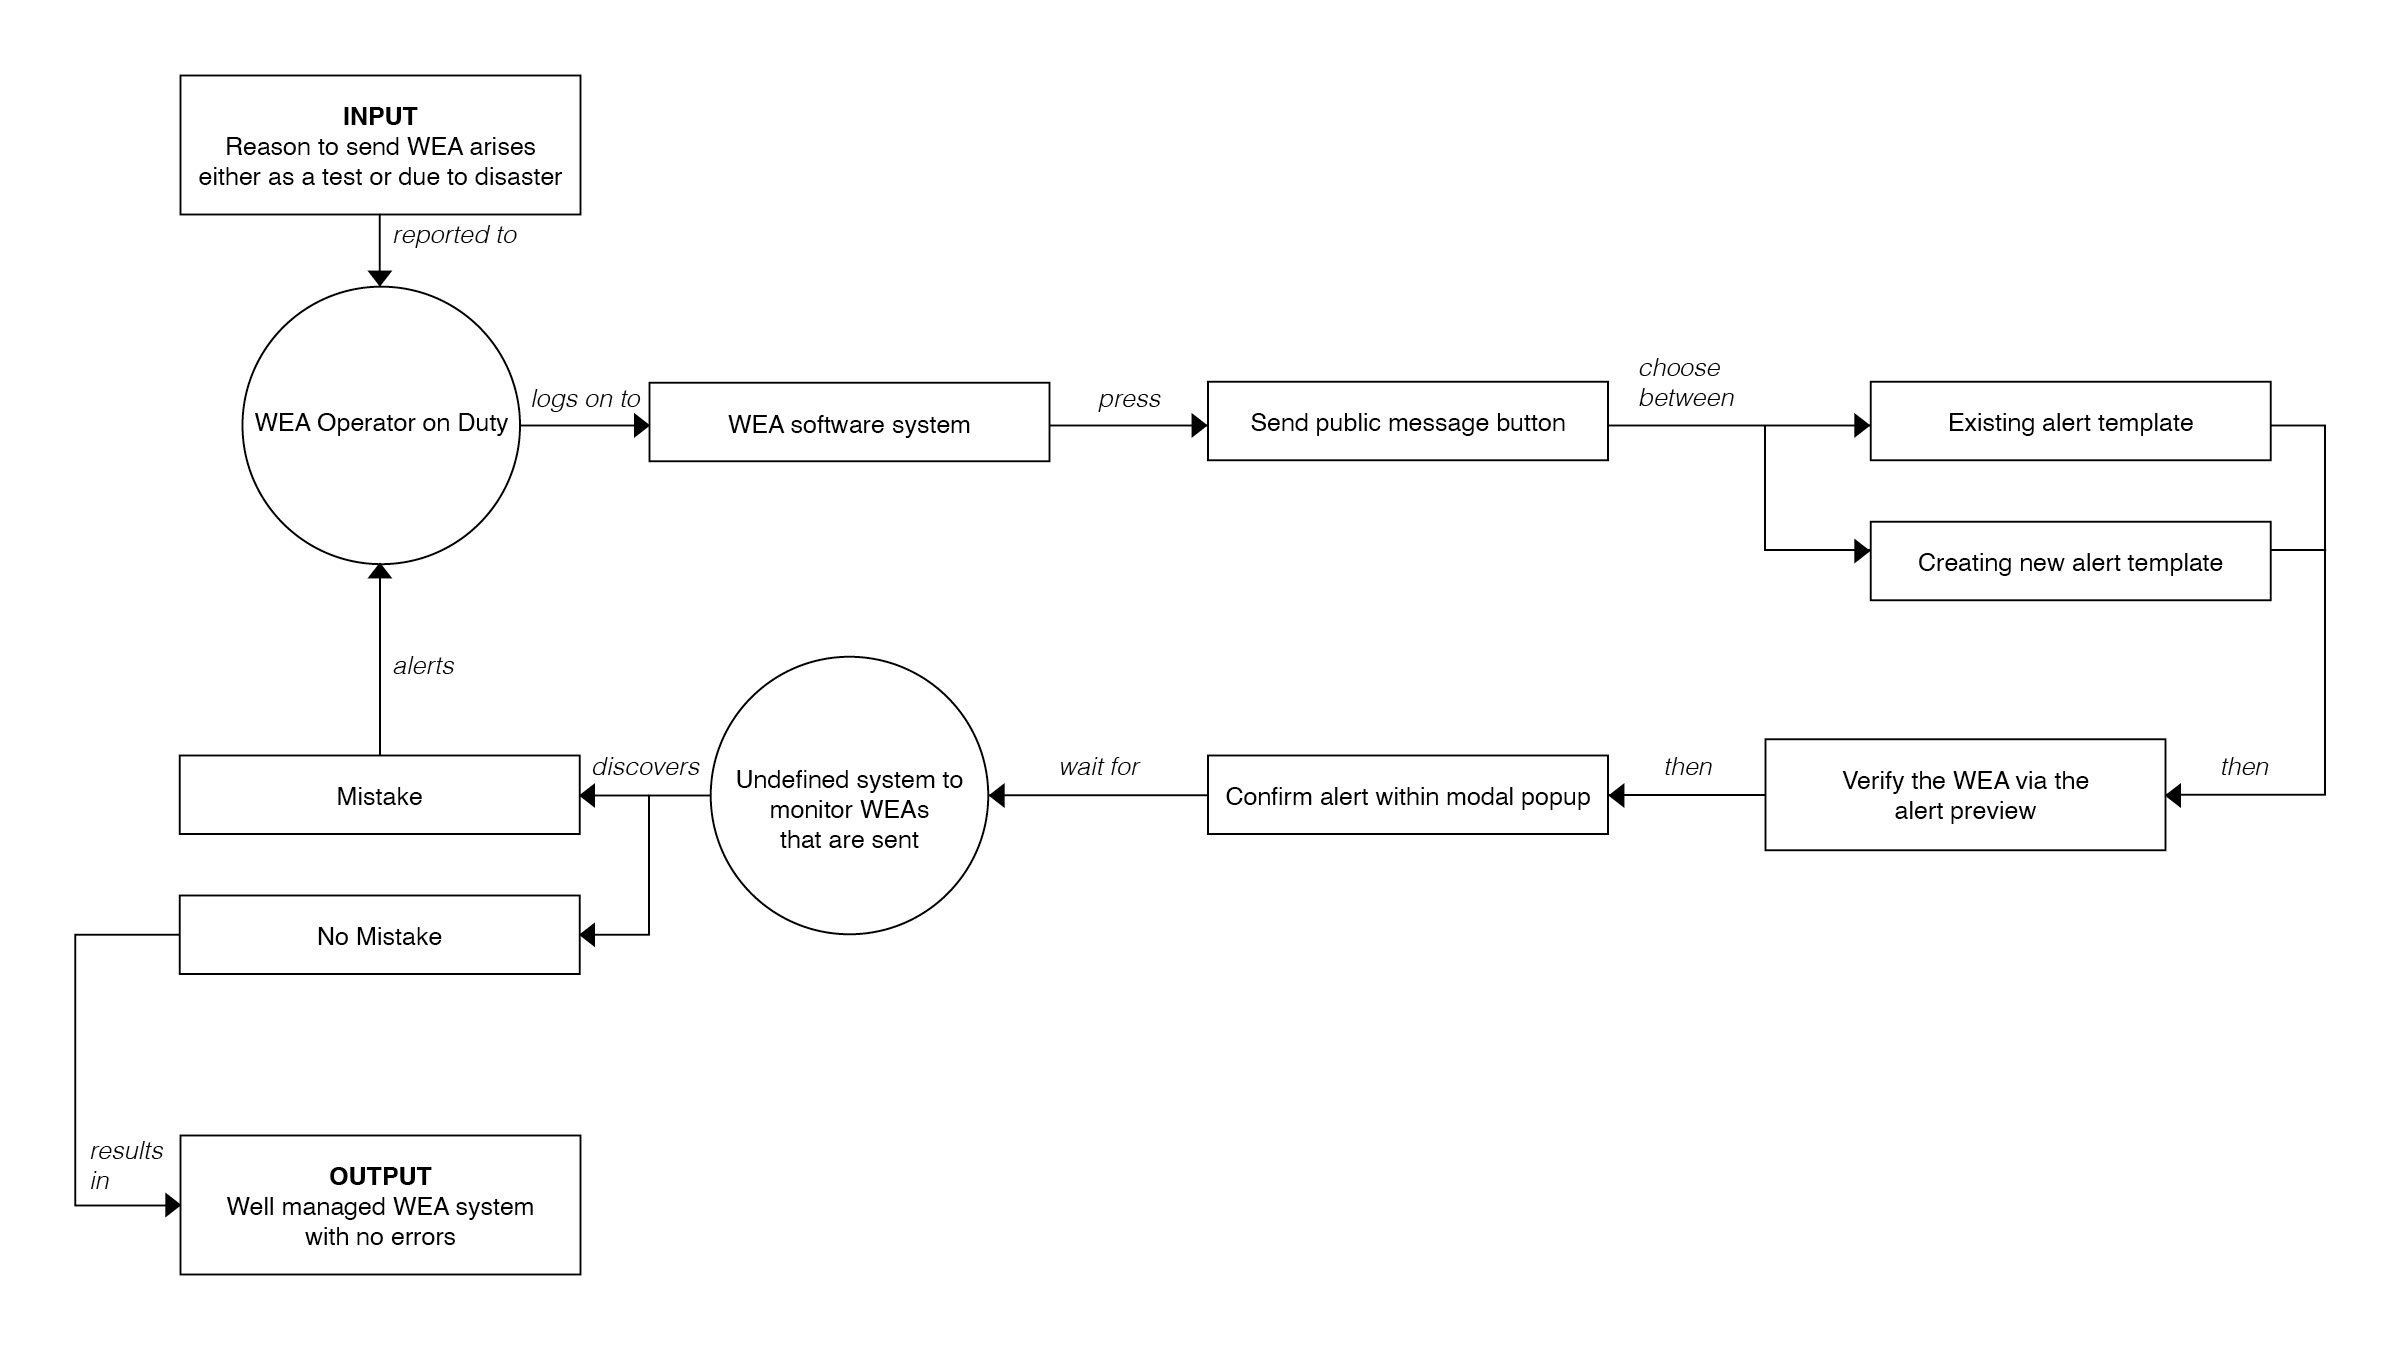 INPUT
Reason to send WEA arises
either as a test or due to disaster
reported to
WEA Operator on Duty
logs on to
WEA software system
press
Send public message button
choose
between
Existing alert template
Creating new alert template
then
Verify the WEA via the
alert preview
then
Confirm alert within modal popup
wait for
Undefined system to
monitor WEAs
that are sent
discovers
Mistake
alerts
No Mistake
results
in
OUTPUT
Well managed WEA system
with no errors